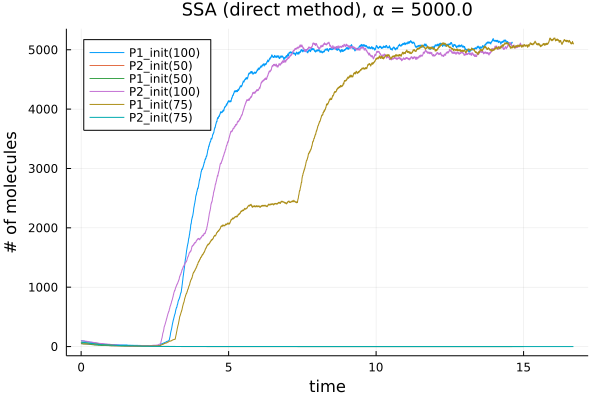 SSA (direct method), α = 5000.0
P1_init(100)
P2_init(50)
P1_init(50)
P2_init(100)
P1_init(75)
P2_init(75)
# of molecules
5000
4000
3000
2000
1000
0
0 5 10 15
time